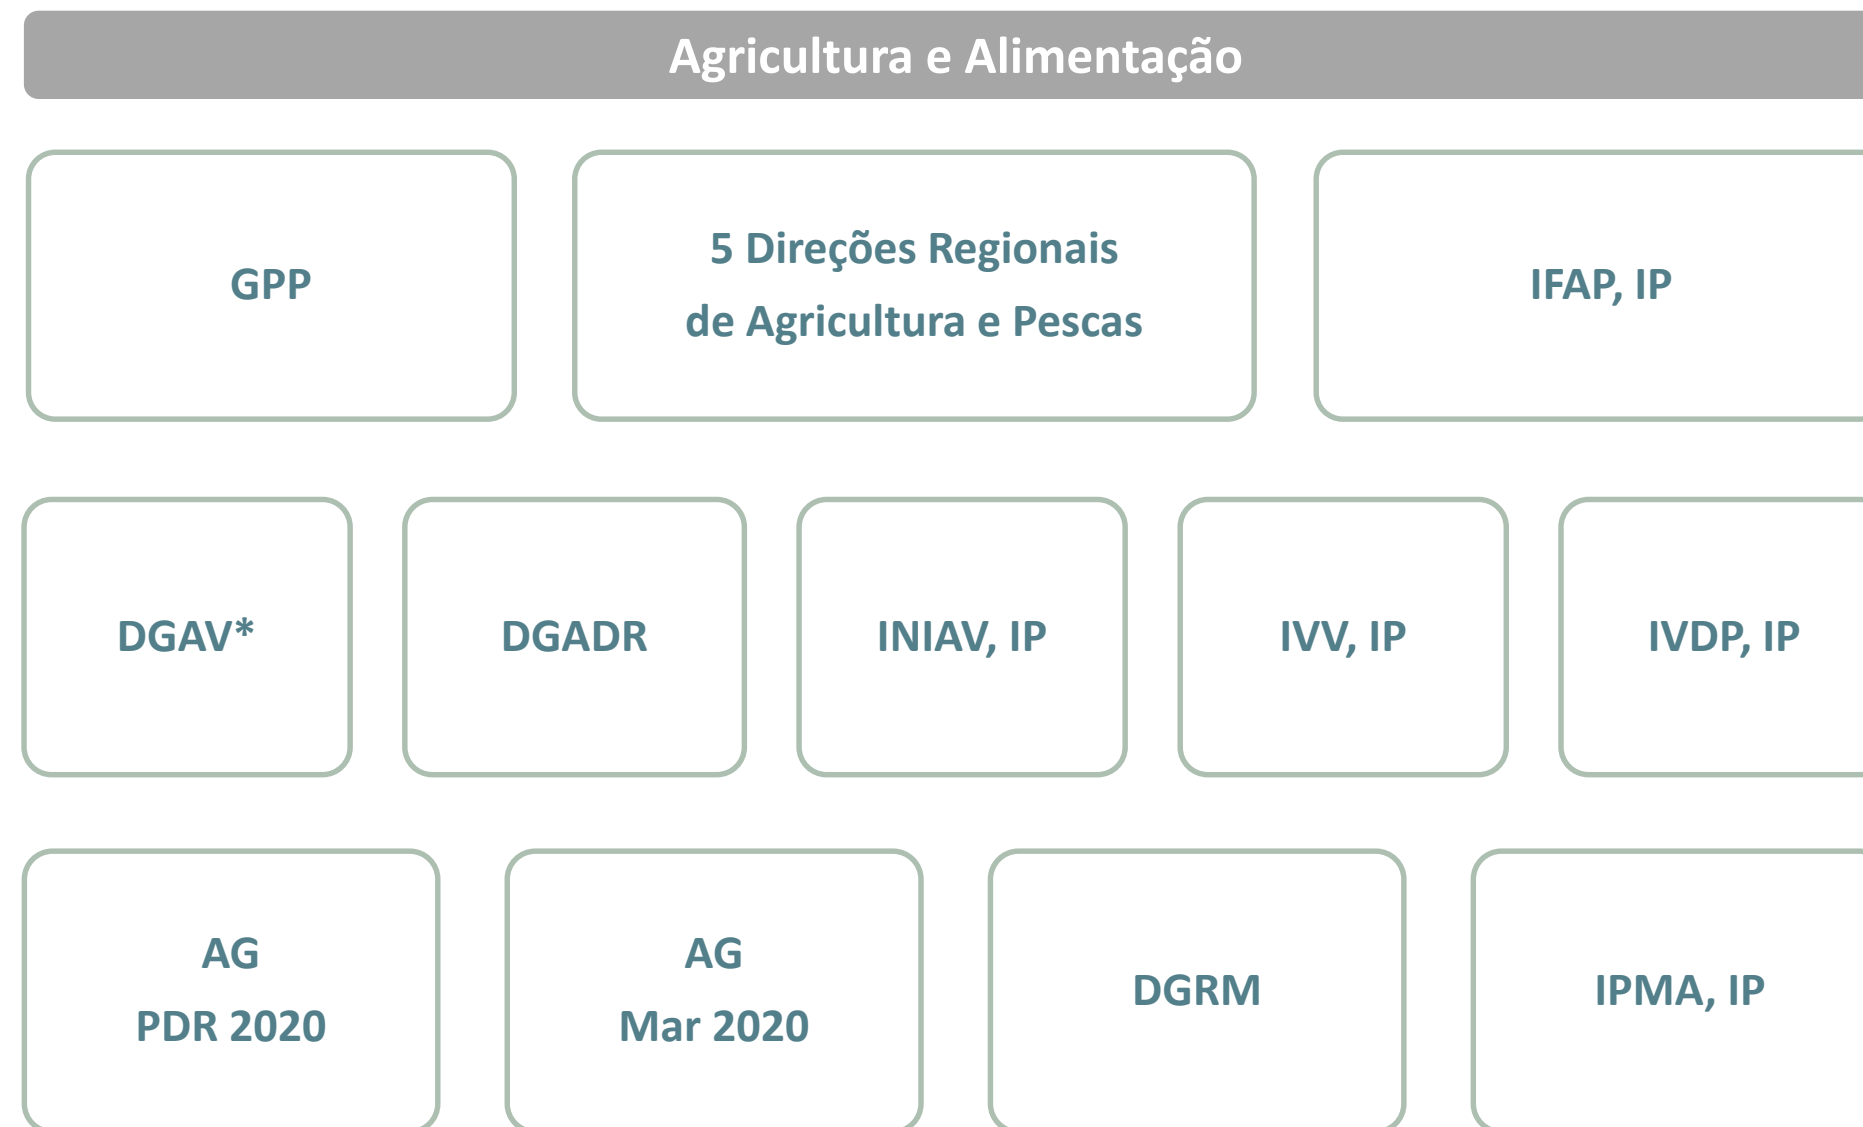 Agricultura e Alimentação
GPP
5 Direções Regionais
de Agricultura e Pescas
IFAP, IP
DGAV*
DGADR
INIAV, IP
IVV, IP
IVDP, IP
AG
PDR 2020
AG
Mar 2020
DGRM
IPMA, IP